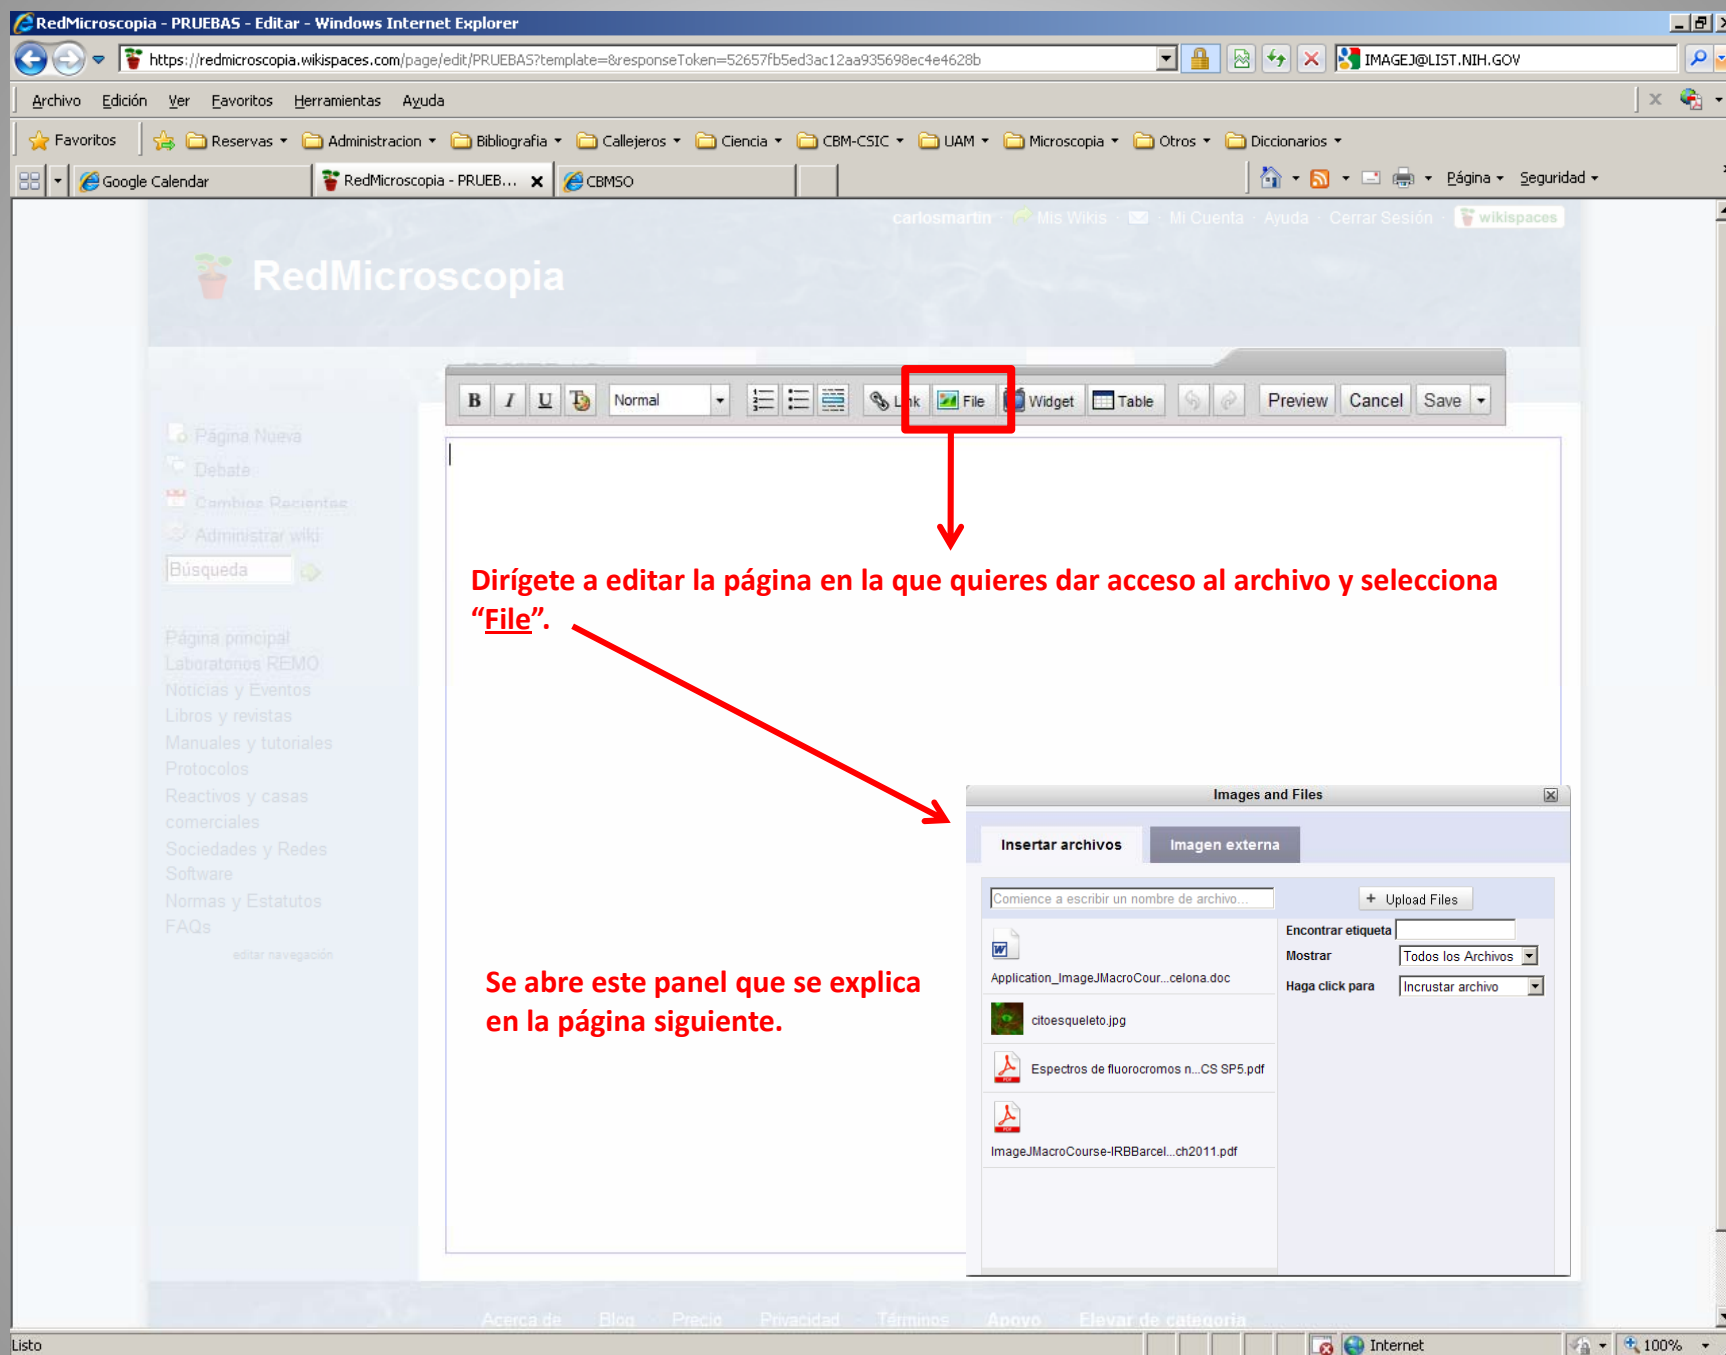 RedMicroscopia - PRUEBAS - Editar - Windows Internet Explorer
https://redmicroscopia.wikispaces.com/page/edit/PRUEBAS?template=&responseToken=52657fb5ed3ac12aa935698ec4e4628b
IMAGEJ@LIST.NIH.GOV
Archivo Edición Ver Favoritos Herramientas Ayuda
Favoritos Reservas Administracion Bibliografia Callejeros Ciencia CBM-CSIC UAM Microscopia Otros Diccionarios
Google Calendar RedMicroscopia - PRUEB... CBMSO Página Seguridad
carlosmartin · Mis Wikis · Mi Cuenta · Ayuda · Cerrar Sesión · wikispaces
RedMicroscopia
B I U Normal Link File Widget Table Preview Cancel Save
Página Nueva
Debate
Cambios Recientes
Administrar wiki
Búsqueda
Dirígete a editar la página en la que quieres dar acceso al archivo y selecciona
“File”.
Página principal
Laboratorios REMO
Noticias y Eventos
Libros y revistas
Manuales y tutoriales
Protocolos
Reactivos y casas
comerciales
Sociedades y Redes
Software
Normas y Estatutos
FAQs
editar navegación
Se abre este panel que se explica
en la página siguiente.
Images and Files
Insertar archivos Imagen externa
Comience a escribir un nombre de archivo...
+ Upload Files
Encontrar etiqueta
Mostrar Todos los Archivos
Haga click para Incrustar archivo
Application_ImageJMacroCour...celona.doc
citoesqueleto.jpg
Espectros de fluorocromos n...CS SP5.pdf
ImageJMacroCourse-IRBBarcel...ch2011.pdf
Acerca de Blog Precio Privacidad Términos Apoyo Elevar de categoría
Listo Internet 100%